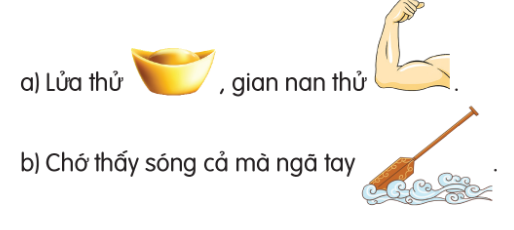 a) Lửa thử , gian nan thử .
b) Chớ thấy sóng cả mà ngã tay .